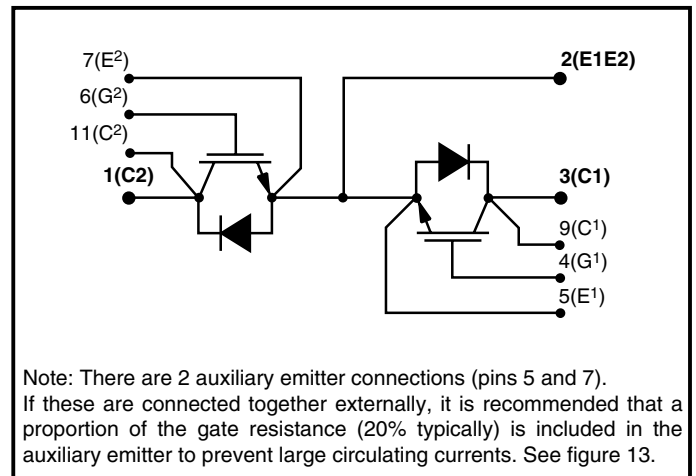 7(E²)
2(E1E2)
6(G²)
11(C²)
1(C2)
3(C1)
9(C¹)
4(G¹)
5(E¹)
Note: There are 2 auxiliary emitter connections (pins 5 and 7).
If these are connected together externally, it is recommended that a
proportion of the gate resistance (20% typically) is included in the
auxiliary emitter to prevent large circulating currents. See figure 13.